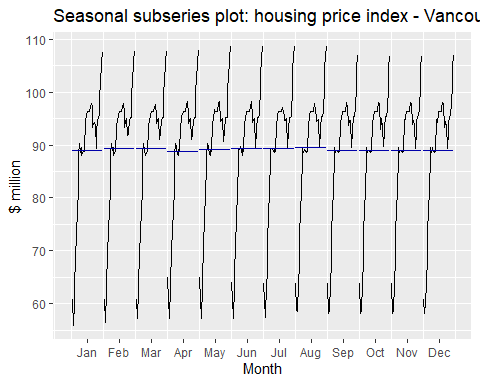 Seasonal subseries plot: housing price index - Vancou
110
100
90
80
70
60
$ million
Jan Feb Mar Apr May Jun Jul Aug Sep Oct Nov Dec
Month